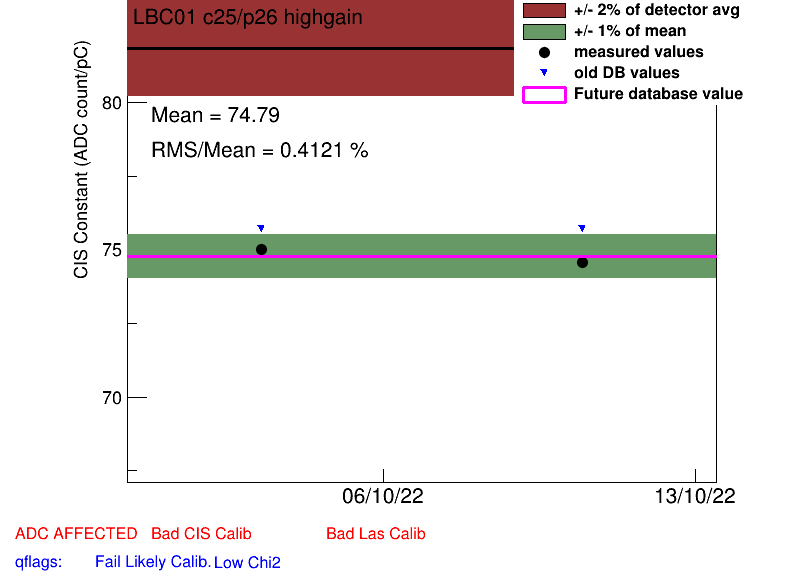 LBC01 c25/p26 highgain
+/- 2% of detector avg
+/- 1% of mean
measured values
old DB values
Future database value
Mean = 74.79
RMS/Mean = 0.4121 %
CIS Constant (ADC count/pC)
80
75
70
06/10/22 13/10/22
ADC AFFECTED Bad CIS Calib Bad Las Calib
qflags: Fail Likely Calib. Low Chi2